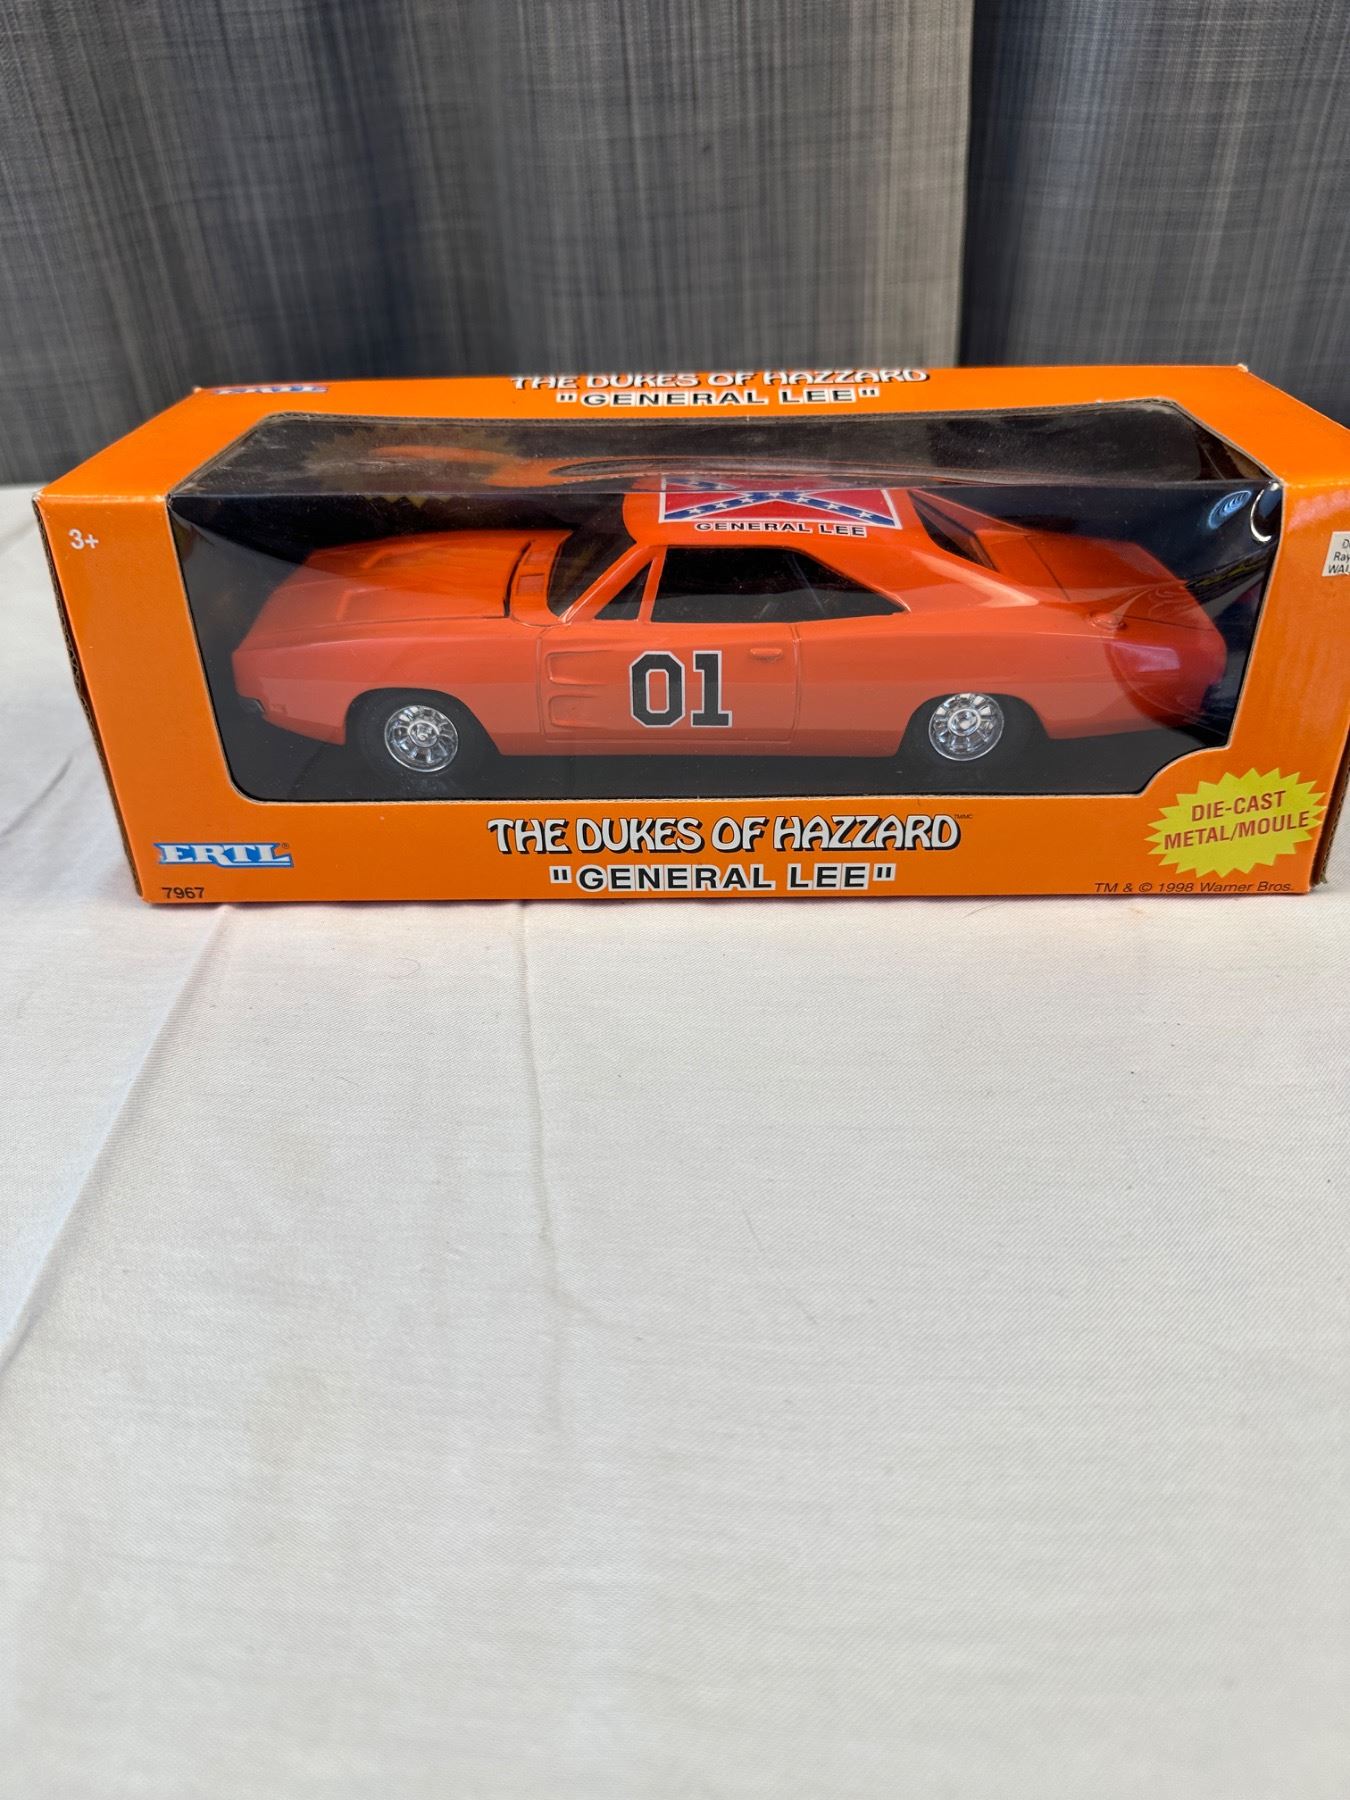 ERTL
THE DUKES OF HAZZARD
"GENERAL LEE"
3+
GENERAL LEE
01
DIE-CAST
METAL/MOULE
THE DUKES OF HAZZARD
"GENERAL LEE"
ERTL®
7967
TM & © 1998 Warner Bros.